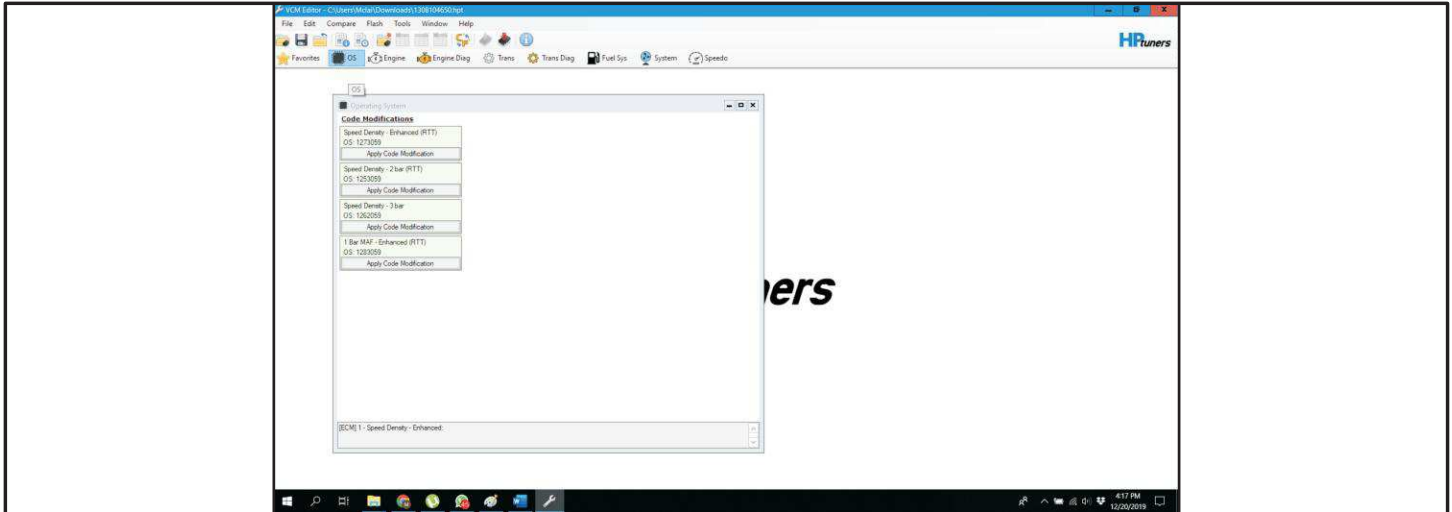 VCM Editor - C:\Users\Mclai\Downloads\1308104650.hpt
File Edit Compare Flash Tools Window Help
HPtuners
Favorites OS Engine Engine Diag Trans Trans Diag Fuel Sys System Speedo
OS
Operating System
Code Modifications
Speed Density - Enhanced (RTT)
OS: 1273059
Apply Code Modification
Speed Density - 2 bar (RTT)
OS: 1253059
Apply Code Modification
Speed Density - 3 bar
OS: 1262059
Apply Code Modification
1 Bar MAF - Enhanced (RTT)
OS: 1283059
Apply Code Modification
ners
[ECM] 1 - Speed Density - Enhanced:
4:17 PM
12/20/2019